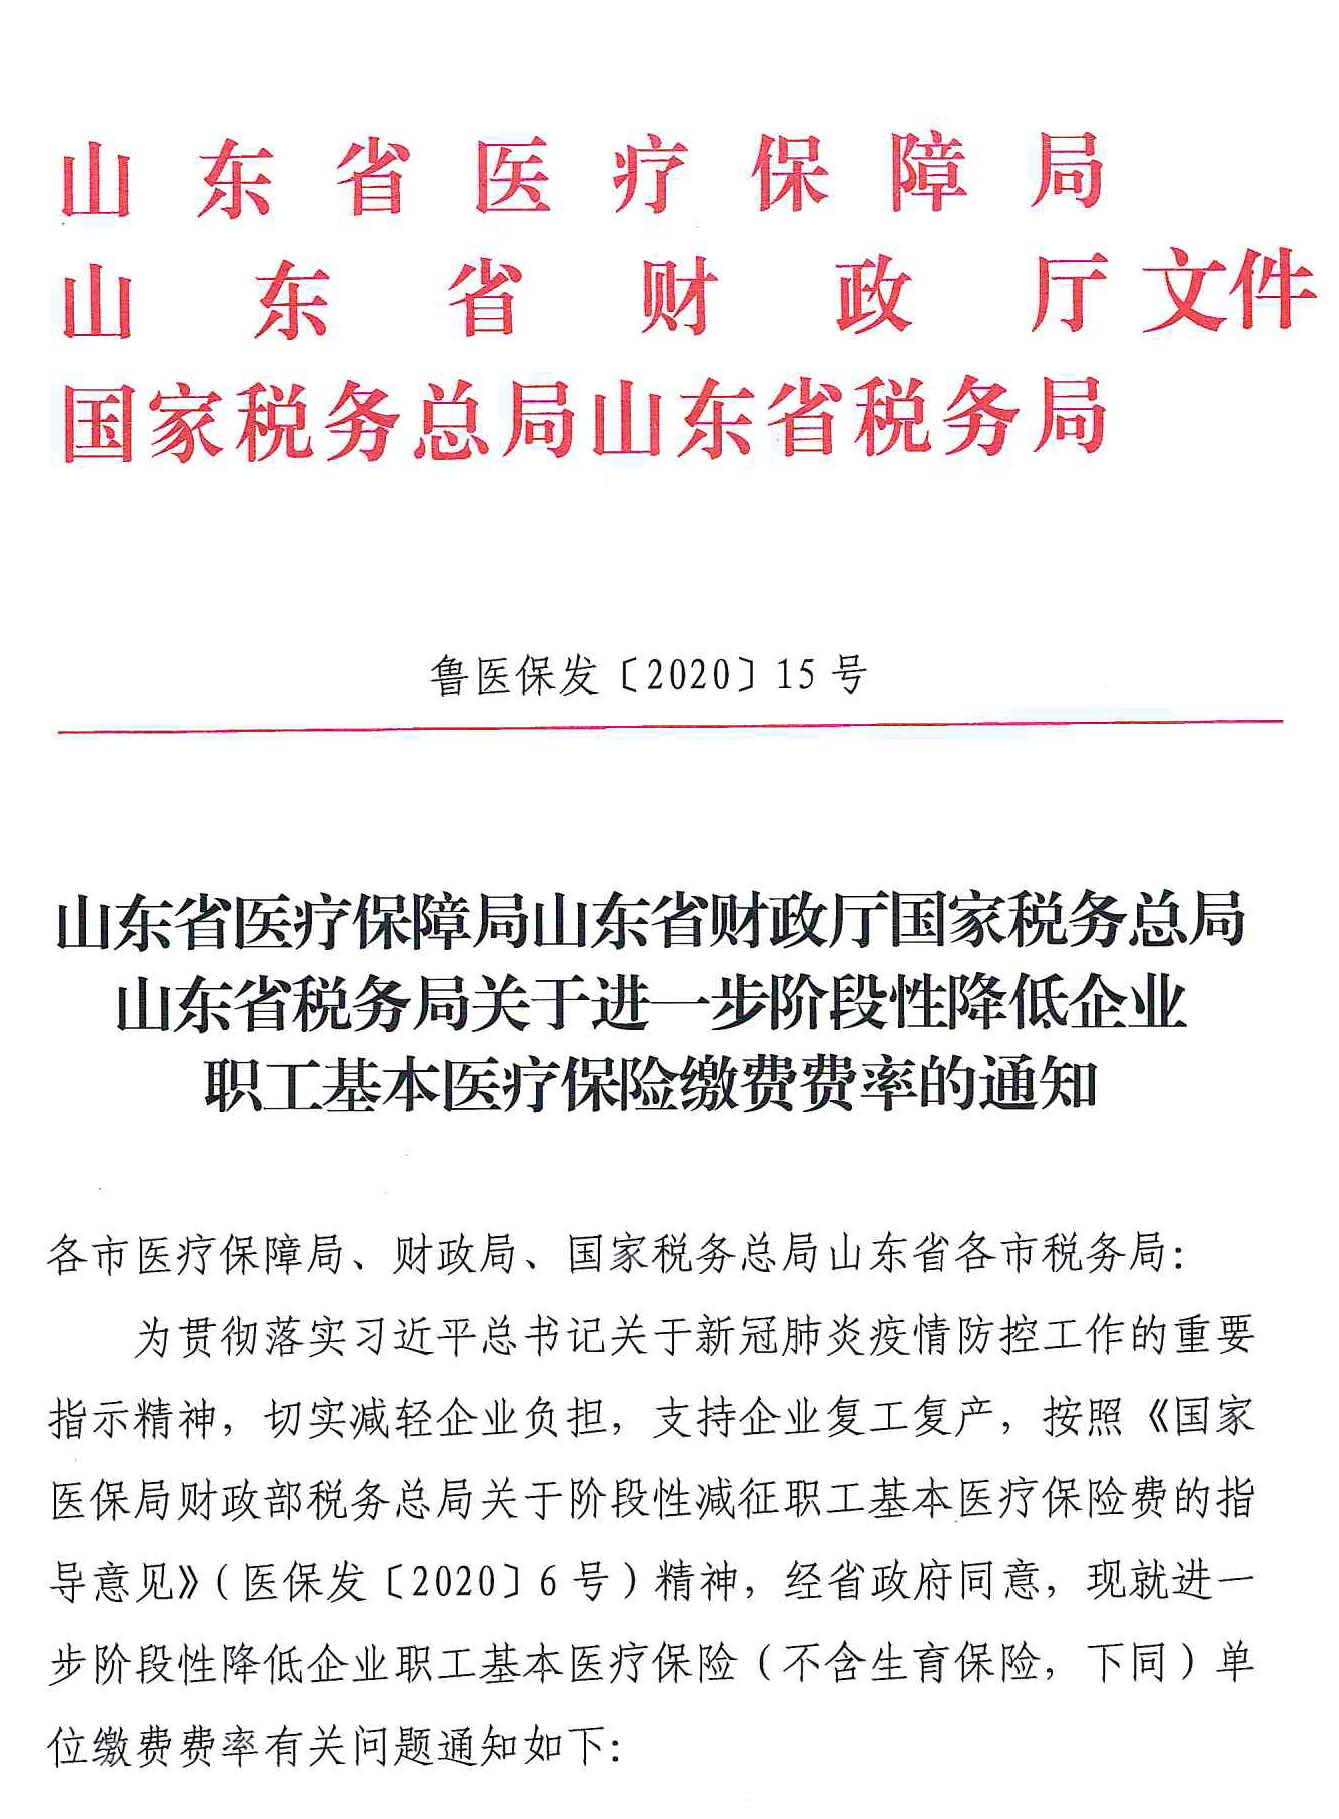 山东省医疗保障局
山东省财政厅文件
国家税务总局山东省税务局
鲁医保发〔2020〕15号
山东省医疗保障局山东省财政厅国家税务总局
山东省税务局关于进一步阶段性降低企业
职工基本医疗保险缴费费率的通知
各市医疗保障局、财政局、国家税务总局山东省各市税务局：
为贯彻落实习近平总书记关于新冠肺炎疫情防控工作的重要
指示精神，切实减轻企业负担，支持企业复工复产，按照《国家
医保局财政部税务总局关于阶段性减征职工基本医疗保险费的指
导意见》（医保发〔2020〕6号）精神，经省政府同意，现就进一
步阶段性降低企业职工基本医疗保险（不含生育保险，下同）单
位缴费费率有关问题通知如下：